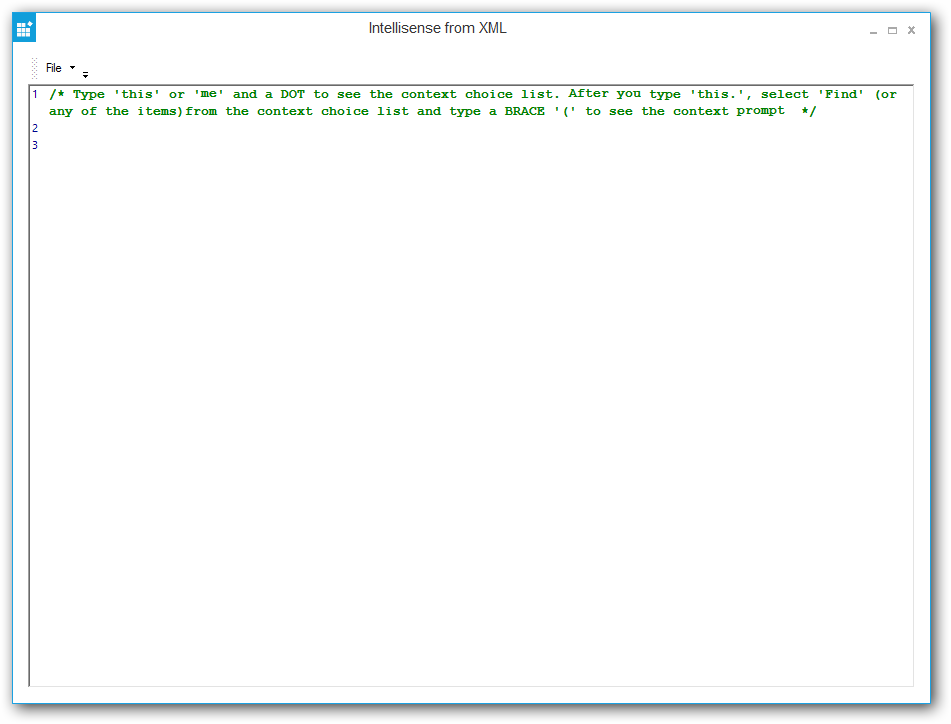 Intellisense from XML
File
1 /* Type 'this' or 'me' and a DOT to see the context choice list. After you type 'this.', select 'Find' (or
any of the items)from the context choice list and type a BRACE '(' to see the context prompt  */
2
3